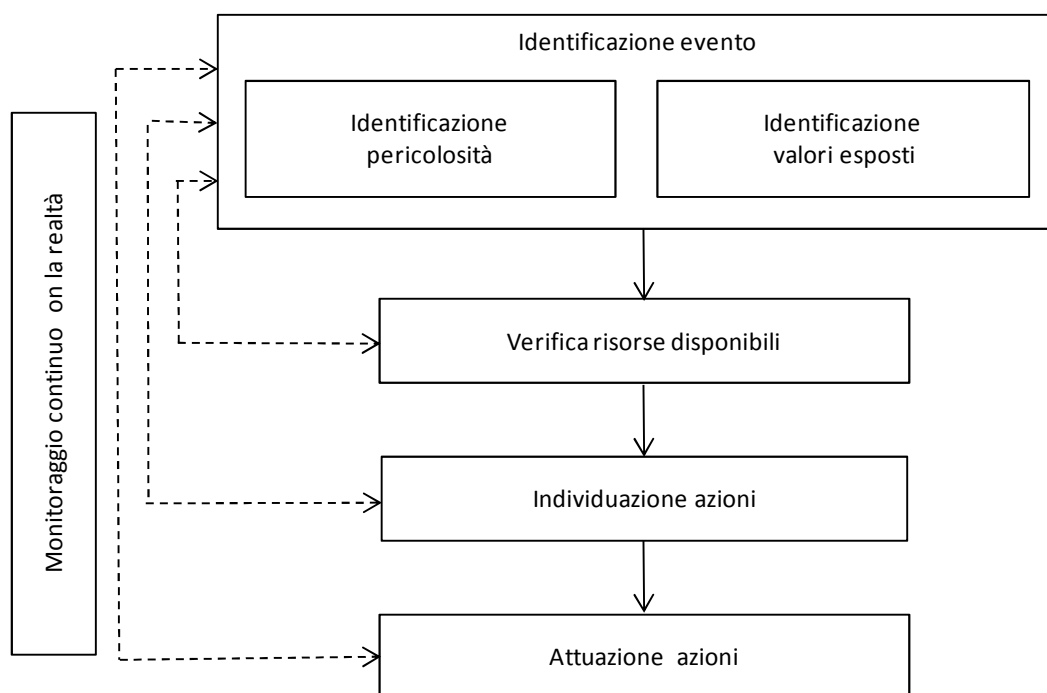 Identificazione evento
Identificazione
pericolosità
Identificazione
valori esposti
Monitoraggio continuo on la realtà
Verifica risorse disponibili
Individuazione azioni
Attuazione azioni